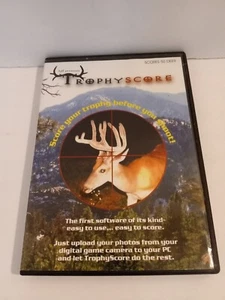 TROPHYSCORE
Score your trophy before you shoot!
The first software of its kind-
easy to use... easy to score.
Just upload your photos from your
digital game camera to your PC
and let TrophyScore do the rest.